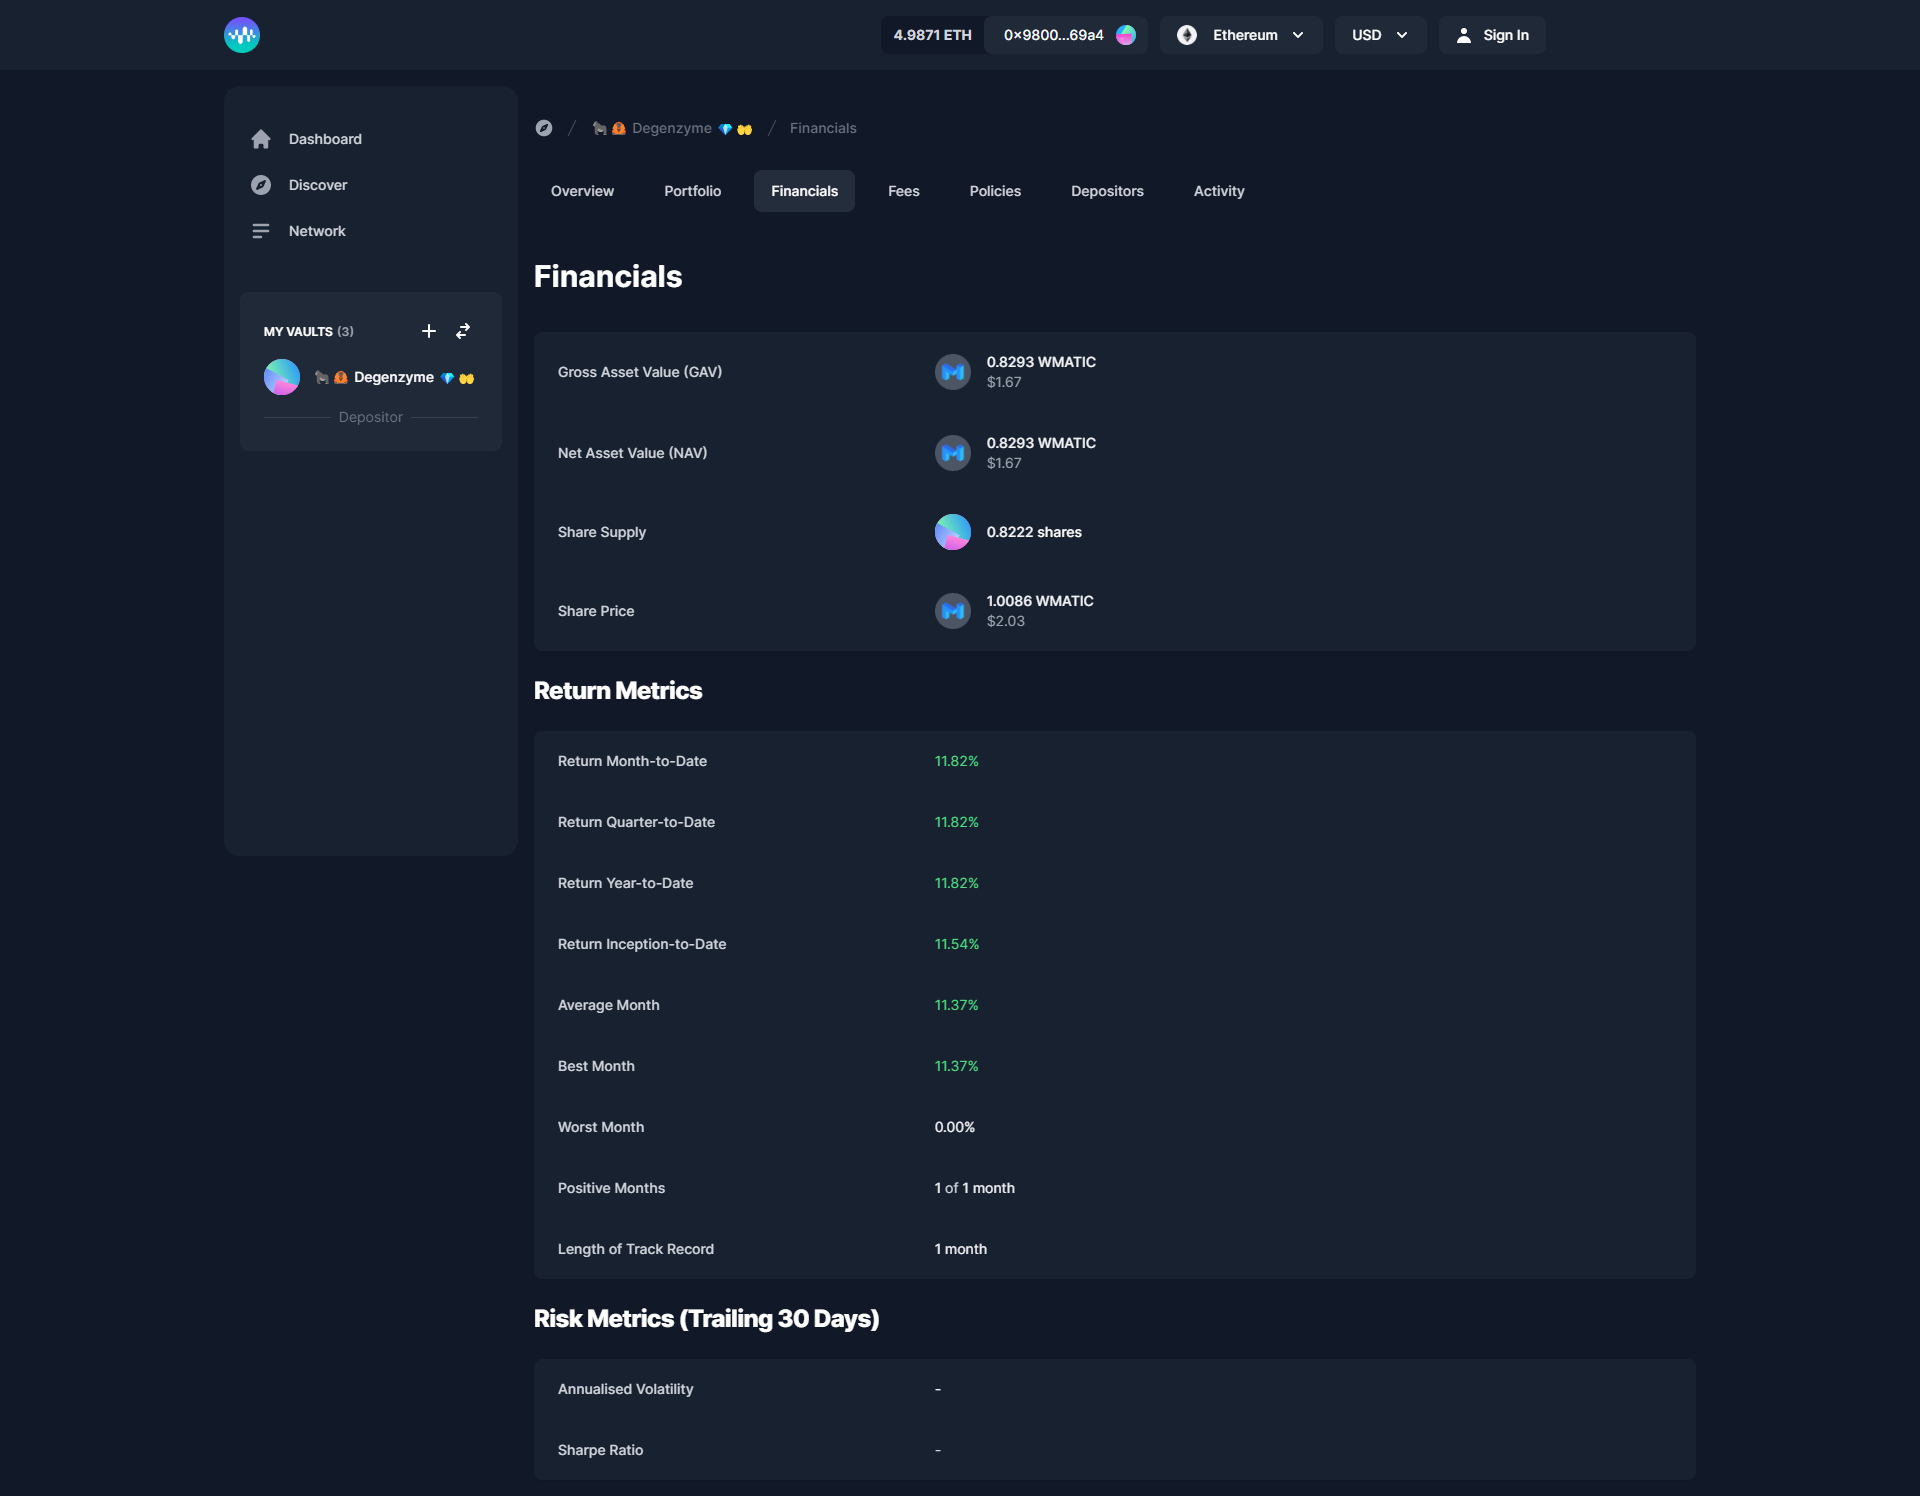 4.9871 ETH
0×9800...69a4
Ethereum
USD
Sign In
Dashboard
Discover
Network
MY VAULTS (3)
🦍 🦧 Degenzyme 💎 👐
Depositor
/ 🦍 🦧 Degenzyme 💎 👐 / Financials
Overview
Portfolio
Financials
Fees
Policies
Depositors
Activity
Financials
Gross Asset Value (GAV)
0.8293 WMATIC
$1.67
Net Asset Value (NAV)
0.8293 WMATIC
$1.67
Share Supply
0.8222 shares
Share Price
1.0086 WMATIC
$2.03
Return Metrics
Return Month-to-Date
11.82%
Return Quarter-to-Date
11.82%
Return Year-to-Date
11.82%
Return Inception-to-Date
11.54%
Average Month
11.37%
Best Month
11.37%
Worst Month
0.00%
Positive Months
1 of 1 month
Length of Track Record
1 month
Risk Metrics (Trailing 30 Days)
Annualised Volatility
-
Sharpe Ratio
-